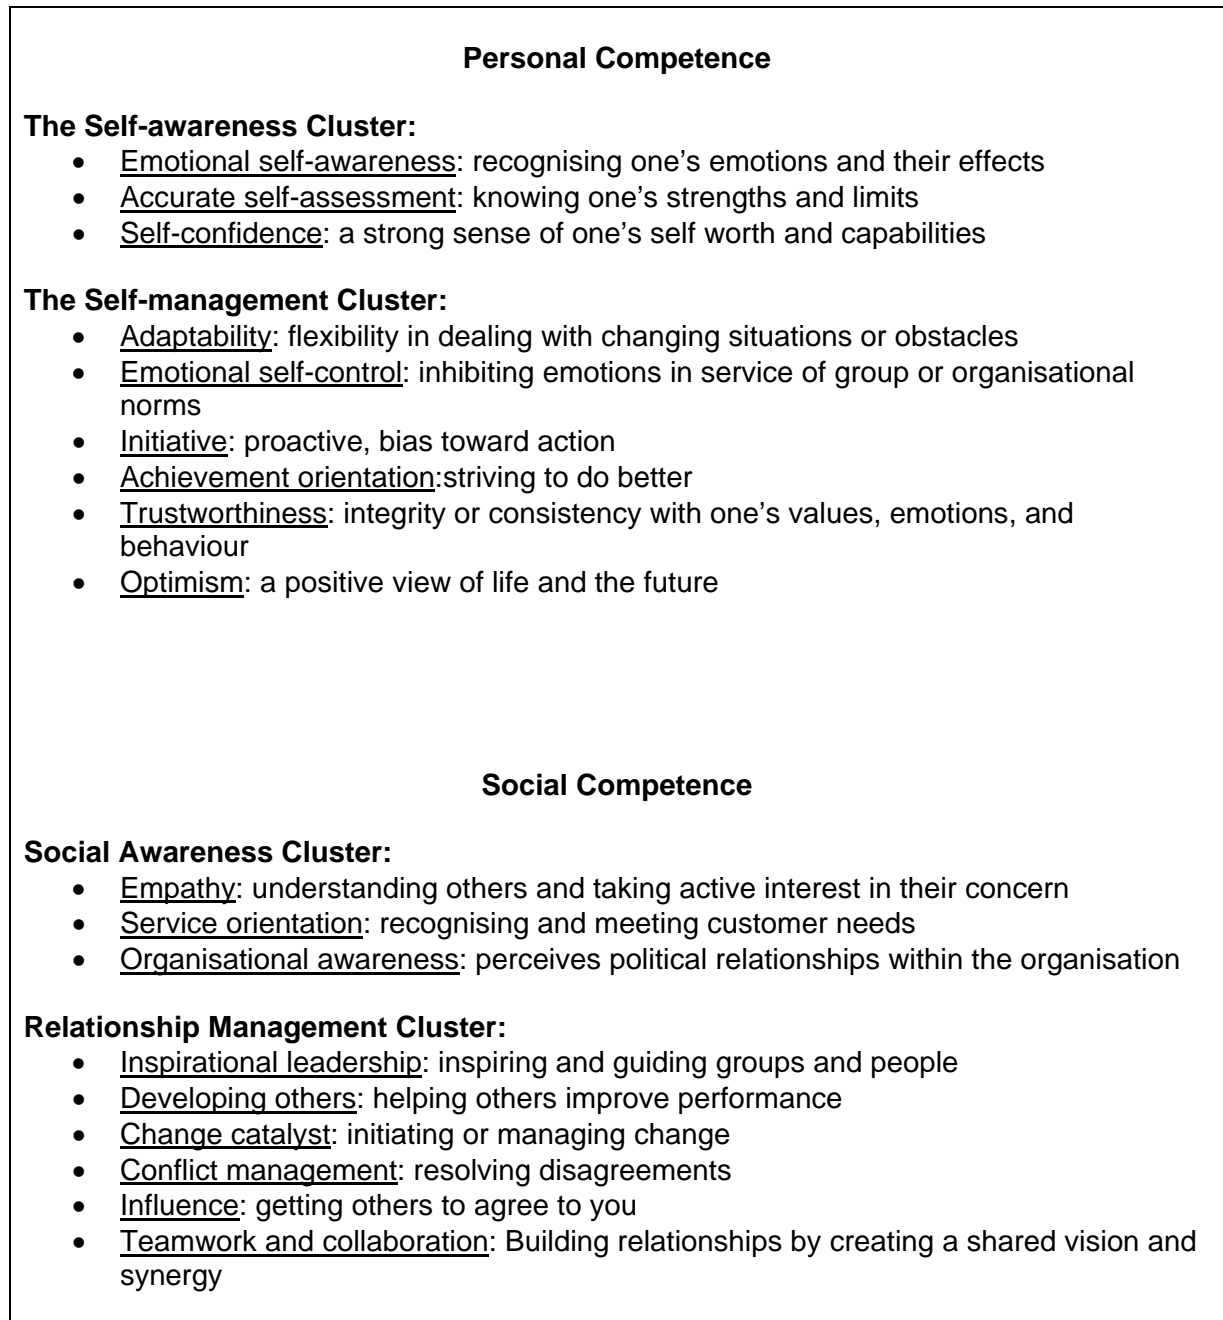 Personal Competence
The Self-awareness Cluster:
• Emotional self-awareness: recognising one’s emotions and their effects
• Accurate self-assessment: knowing one’s strengths and limits
• Self-confidence: a strong sense of one’s self worth and capabilities
The Self-management Cluster:
• Adaptability: flexibility in dealing with changing situations or obstacles
• Emotional self-control: inhibiting emotions in service of group or organisational
norms
• Initiative: proactive, bias toward action
• Achievement orientation:striving to do better
• Trustworthiness: integrity or consistency with one’s values, emotions, and
behaviour
• Optimism: a positive view of life and the future
Social Competence
Social Awareness Cluster:
• Empathy: understanding others and taking active interest in their concern
• Service orientation: recognising and meeting customer needs
• Organisational awareness: perceives political relationships within the organisation
Relationship Management Cluster:
• Inspirational leadership: inspiring and guiding groups and people
• Developing others: helping others improve performance
• Change catalyst: initiating or managing change
• Conflict management: resolving disagreements
• Influence: getting others to agree to you
• Teamwork and collaboration: Building relationships by creating a shared vision and
synergy